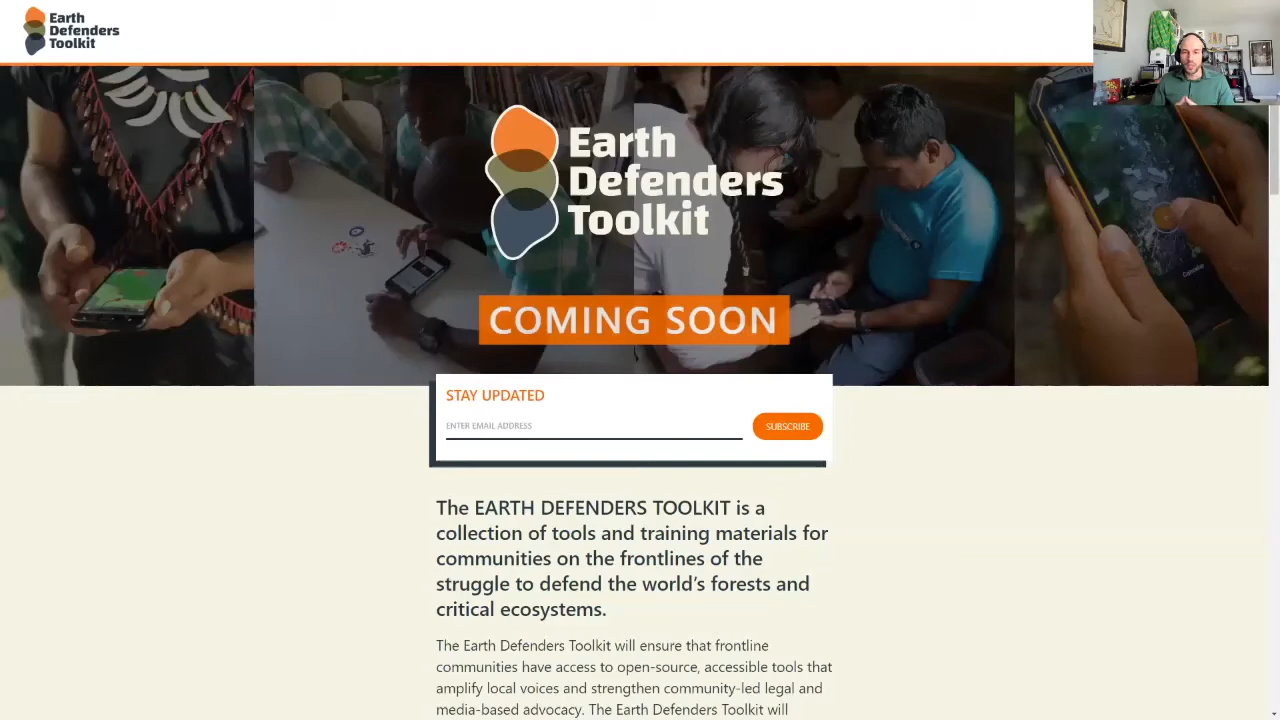 Earth
Defenders
Toolkit
Earth
Defenders
Toolkit
COMING SOON
STAY UPDATED
ENTER EMAIL ADDRESS
SUBSCRIBE
The EARTH DEFENDERS TOOLKIT is a
collection of tools and training materials for
communities on the frontlines of the
struggle to defend the world's forests and
critical ecosystems.
The Earth Defenders Toolkit will ensure that frontline
communities have access to open-source, accessible tools that
amplify local voices and strengthen community-led legal and
media-based advocacy. The Earth Defenders Toolkit will